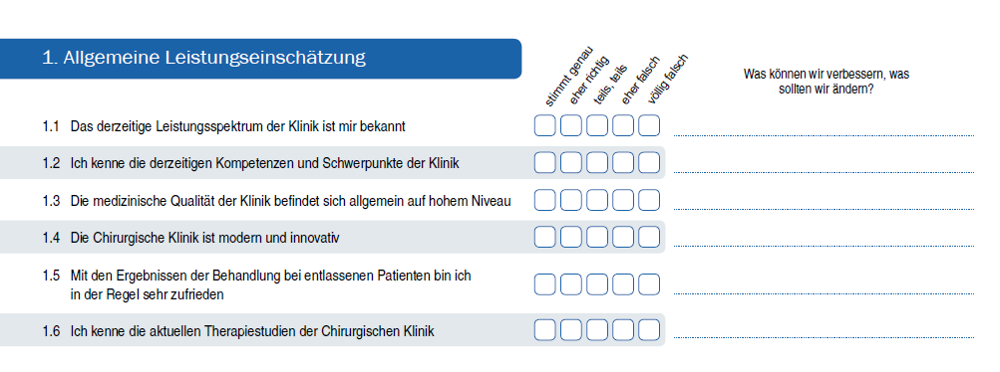 1. Allgemeine Leistungseinschätzung
stimmt genau
eher richtig
teils, teils
eher falsch
völlig falsch
Was können wir verbessern, was
sollten wir ändern?
1.1 Das derzeitige Leistungsspektrum der Klinik ist mir bekannt
1.2 Ich kenne die derzeitigen Kompetenzen und Schwerpunkte der Klinik
1.3 Die medizinische Qualität der Klinik befindet sich allgemein auf hohem Niveau
1.4 Die Chirurgische Klinik ist modern und innovativ
1.5 Mit den Ergebnissen der Behandlung bei entlassenen Patienten bin ich
in der Regel sehr zufrieden
1.6 Ich kenne die aktuellen Therapiestudien der Chirurgischen Klinik